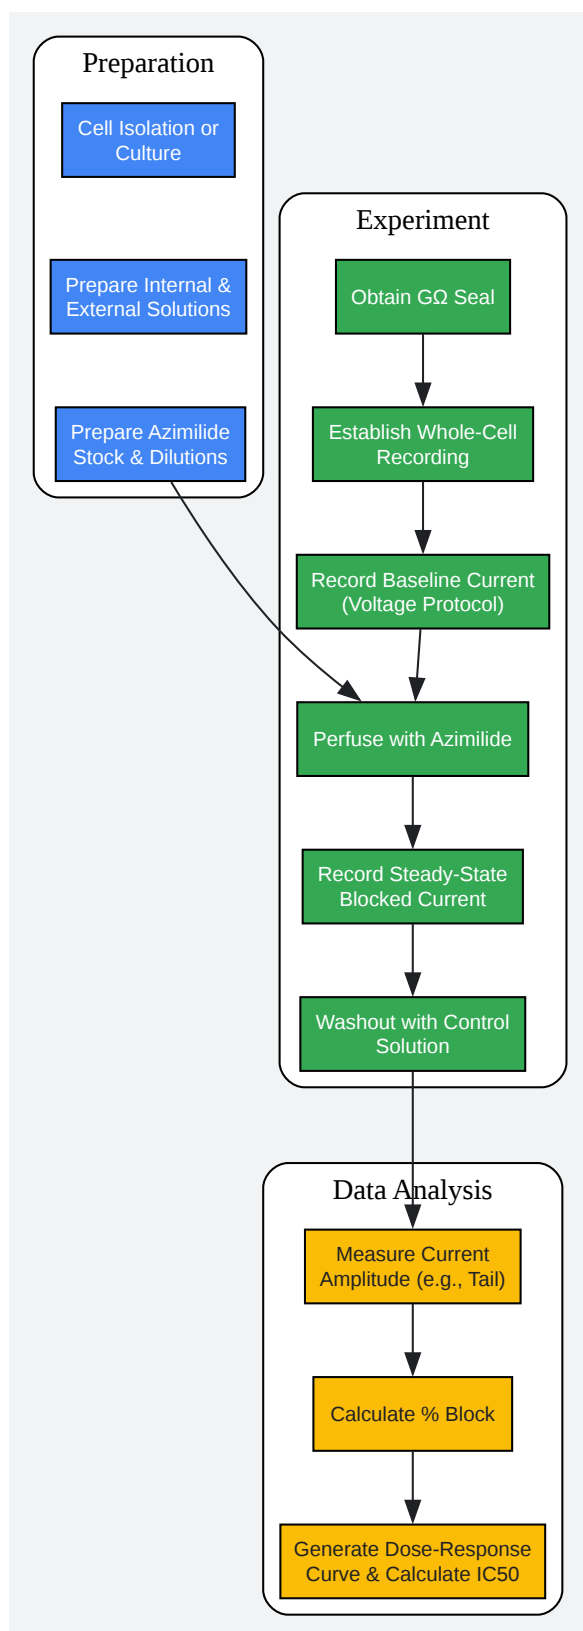 Preparation
Cell Isolation or
Culture
Prepare Internal &
External Solutions
Prepare Azimilide
Stock & Dilutions
Experiment
Obtain GΩ Seal
Establish Whole-Cell
Recording
Record Baseline Current
(Voltage Protocol)
Perfuse with Azimilide
Record Steady-State
Blocked Current
Washout with Control
Solution
Data Analysis
Measure Current
Amplitude (e.g., Tail)
Calculate % Block
Generate Dose-Response
Curve & Calculate IC50